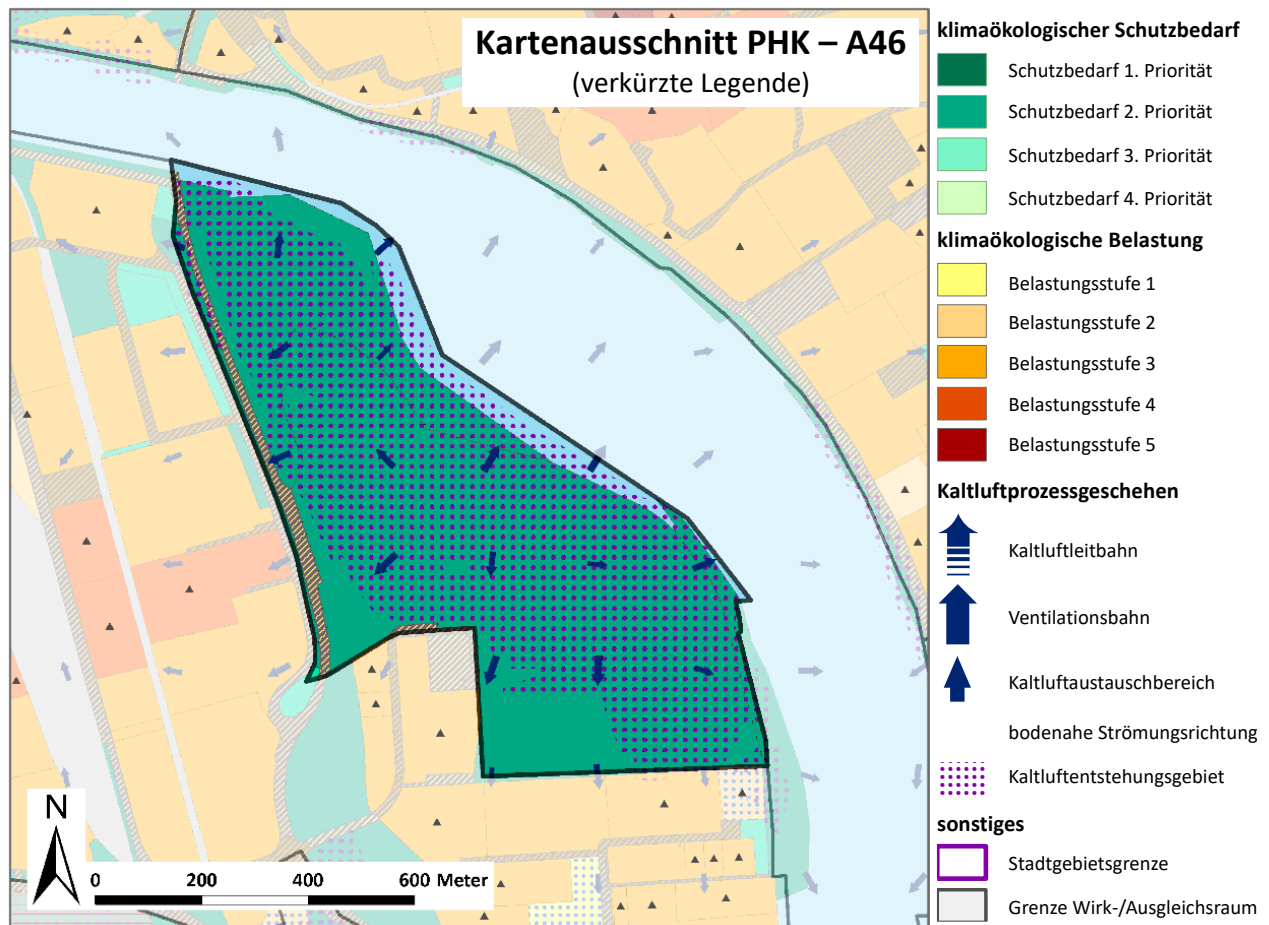 Kartenausschnitt PHK – A46
(verkürzte Legende)
klimaökologischer Schutzbedarf
Schutzbedarf 1. Priorität
Schutzbedarf 2. Priorität
Schutzbedarf 3. Priorität
Schutzbedarf 4. Priorität
klimaökologische Belastung
Belastungsstufe 1
Belastungsstufe 2
Belastungsstufe 3
Belastungsstufe 4
Belastungsstufe 5
Kaltluftprozessgeschehen
Kaltluftleitbahn
Ventilationsbahn
Kaltluftaustauschbereich
bodenahe Strömungsrichtung
Kaltluftentstehungsgebiet
sonstiges
Stadtgebietsgrenze
Grenze Wirk-/Ausgleichsraum
N
0 200 400 600 Meter